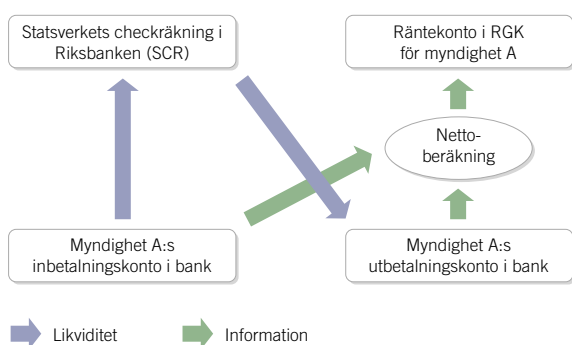 Statsverkets checkräkning i
Riksbanken (SCR)
Räntekonto i RGK
för myndighet A
Netto-
beräkning
Myndighet A:s
inbetalningskonto i bank
Myndighet A:s
utbetalningskonto i bank
Likviditet
Information